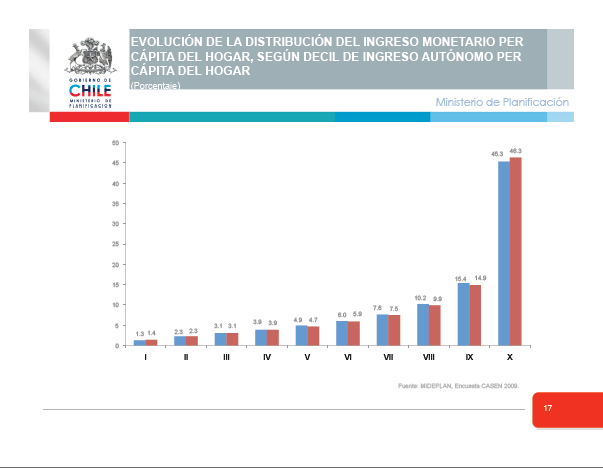 EVOLUCIÓN DE LA DISTRIBUCIÓN DEL INGRESO MONETARIO PER
CÁPITA DEL HOGAR, SEGÚN DECIL DE INGRESO AUTÓNOMO PER
CÁPITA DEL HOGAR
(Porcentaje)
GOBIERNO DE
CHILE
MINISTERIO DE
PLANIFICACIÓN
Ministerio de Planificación
50
45
40
35
30
25
20
15
10
5
0
1.3 1.4
2.3 2.3
3.1 3.1
3.9 3.9
4.9 4.7
6.0 5.9
7.6 7.5
10.2 9.9
15.4 14.9
45.3 46.3
I II III IV V VI VII VIII IX X
Fuente: MIDEPLAN, Encuesta CASEN 2009.
17